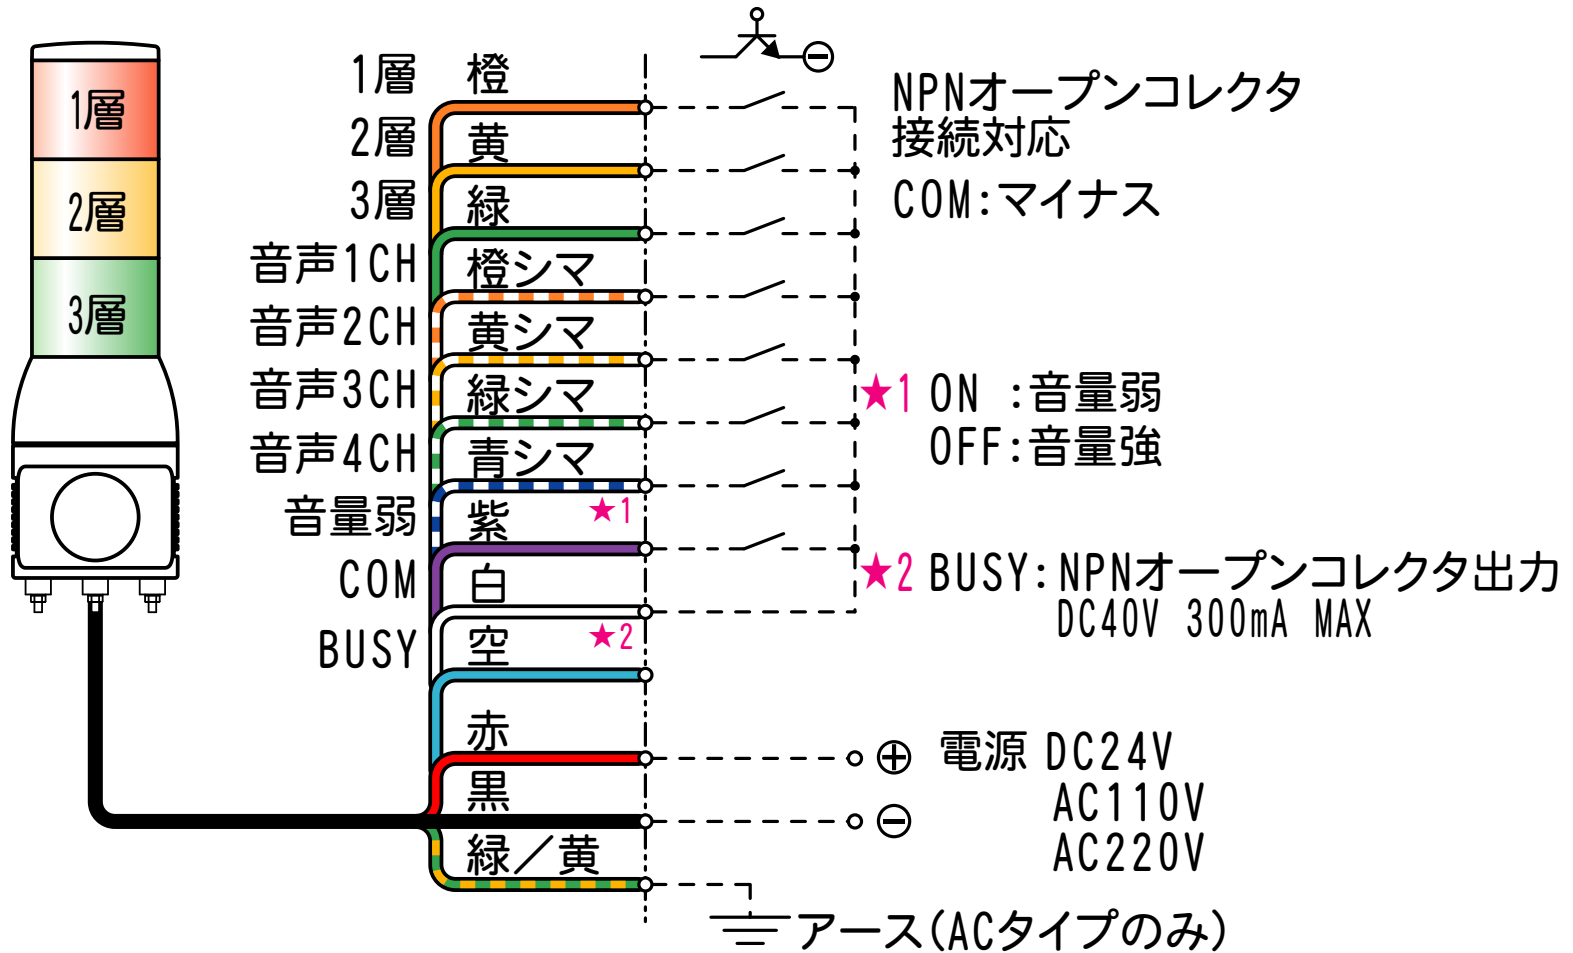 1層
2層
3層
1層 橙
2層 黄
3層 緑
音声1CH 橙シマ
音声2CH 黄シマ
音声3CH 緑シマ
音声4CH 青シマ
音量弱 紫 ★1
COM 白
BUSY 空 ★2
赤
黒
緑／黄
NPNオープンコレクタ
接続対応
COM:マイナス
★1 ON :音量弱
OFF:音量強
★2 BUSY:NPNオープンコレクタ出力
DC40V 300mA MAX
⊕ 電源 DC24V
⊖ AC110V
AC220V
アース(ACタイプのみ)